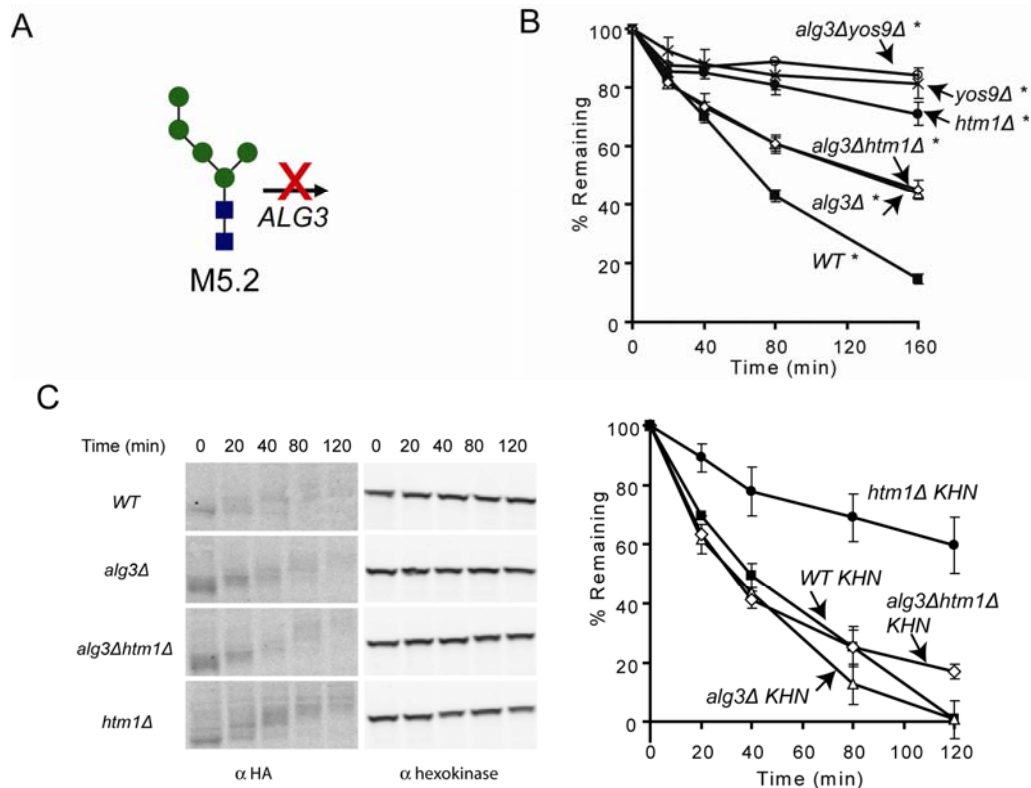 A
X
ALG3
M5.2
B
% Remaining
100
80
60
40
20
0
alg3Δyos9Δ *
yos9Δ *
htm1Δ *
alg3Δhtm1Δ *
alg3Δ *
WT *
0 40 80 120 160
Time (min)
C
Time (min) 0 20 40 80 120 0 20 40 80 120
WT
alg3Δ
alg3Δhtm1Δ
htm1Δ
α HA α hexokinase
% Remaining
100
80
60
40
20
0
htm1Δ KHN
WT KHN
alg3Δhtm1Δ
KHN
alg3Δ KHN
0 20 40 60 80 100 120
Time (min)